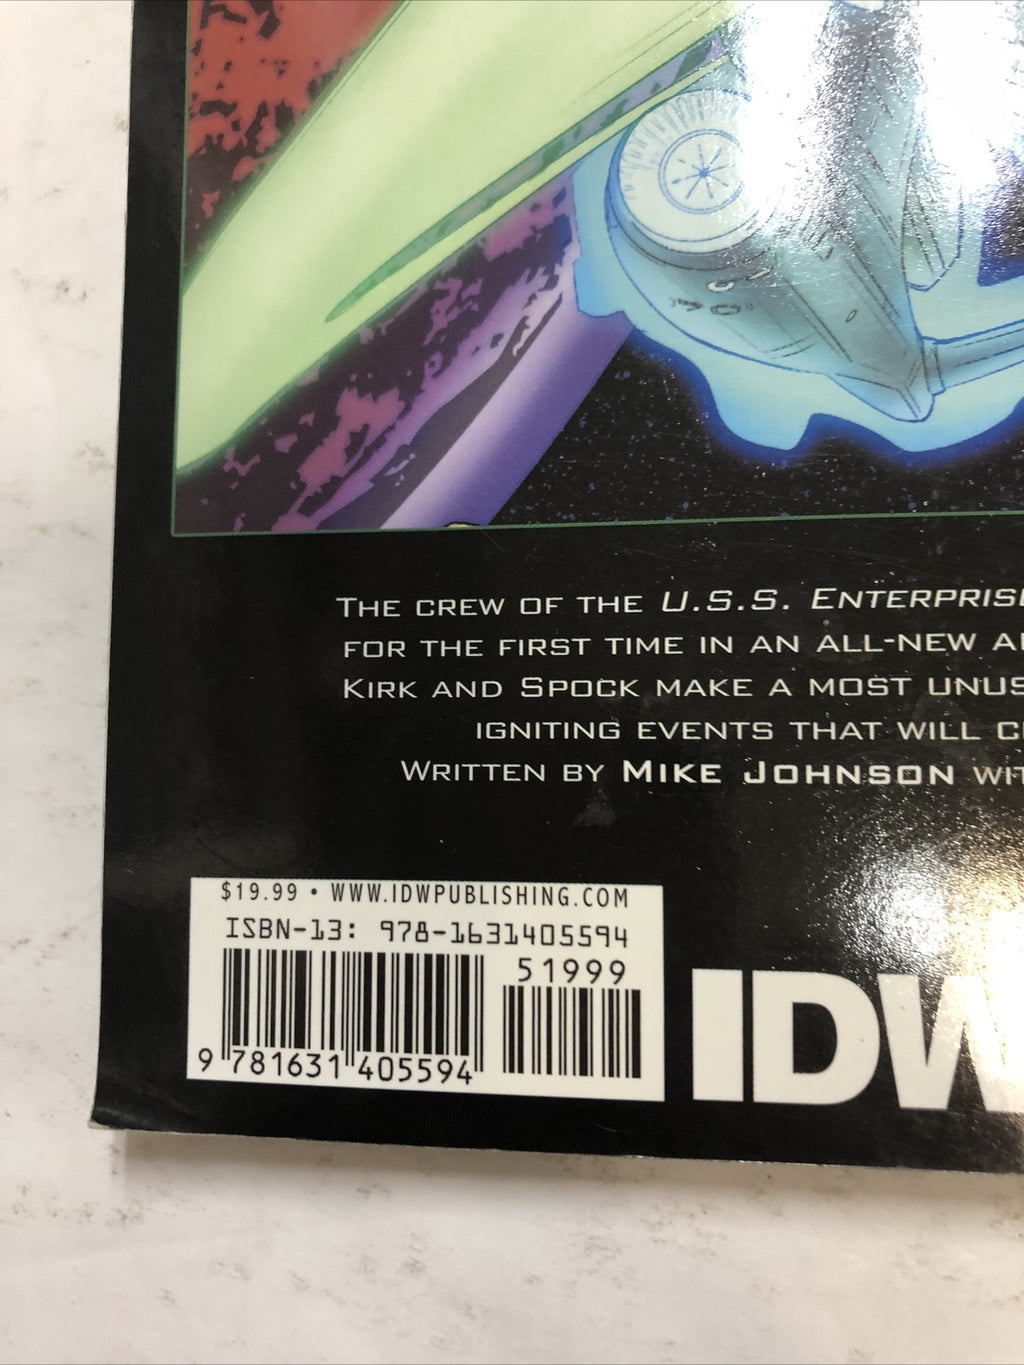 THE CREW OF THE U.S.S. ENTERPRISE
FOR THE FIRST TIME IN AN ALL-NEW
KIRK AND SPOCK MAKE A MOST
IGNITING EVENTS THAT WILL
WRITTEN BY MIKE JOHNSON
$19.99 • WWW.IDWPUBLISHING.COM
ISBN-13: 978-1631405594
51999
9 781631 405594
IDW